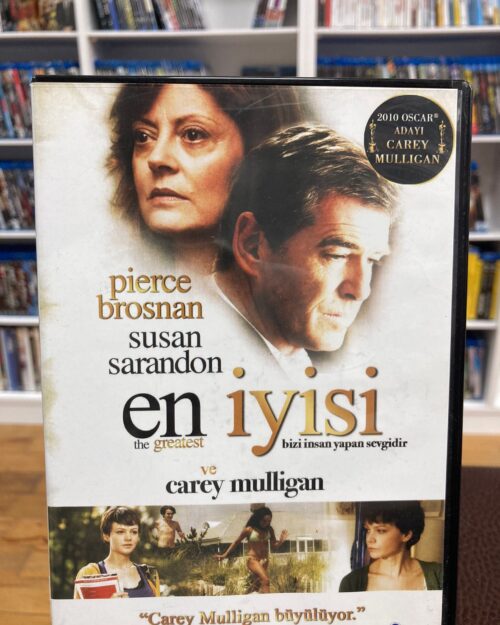 2010 OSCAR®
ADAYI
CAREY
MULLIGAN
pierce
brosnan
susan
sarandon
en iyisi
the greatest
bizi insan yapan sevgidir
ve
carey mulligan
“Carey Mulligan büyülüyor.”